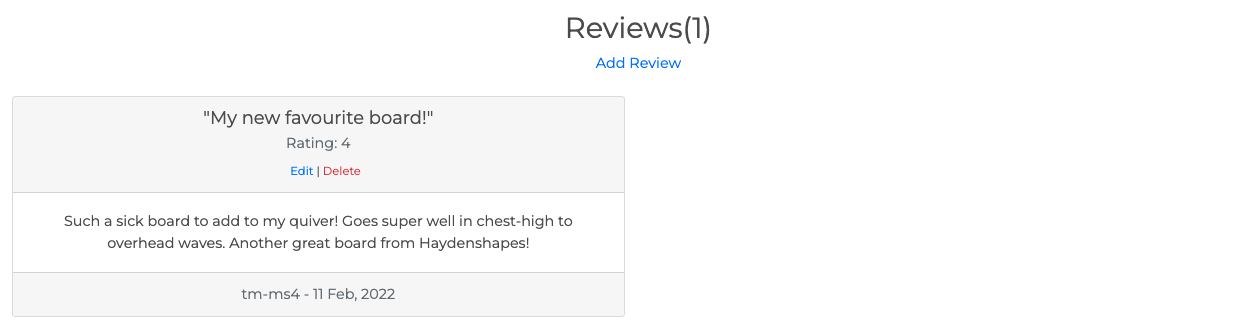 Reviews(1)
Add Review
"My new favourite board!"
Rating: 4
Edit | Delete
Such a sick board to add to my quiver! Goes super well in chest-high to
overhead waves. Another great board from Haydenshapes!
tm-ms4 - 11 Feb, 2022